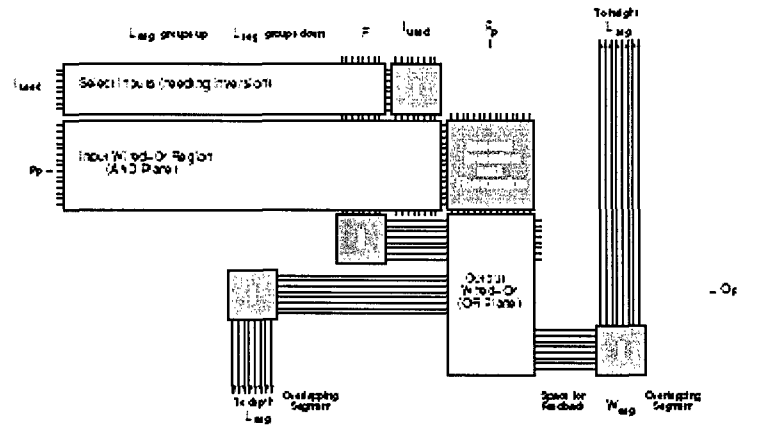 To height
L_seg groups up L_seg groups down F I_used P_p L_seg
I_used Select Inputs (needing inversion)
Input Wired-Or Region
(AND Plane)
P_p
Output
Wired-Or
(OR Plane)
O_p
To depth
L_seg
Overlapping
Segment
Space for
Feedback
W_seg
Overlapping
Segment